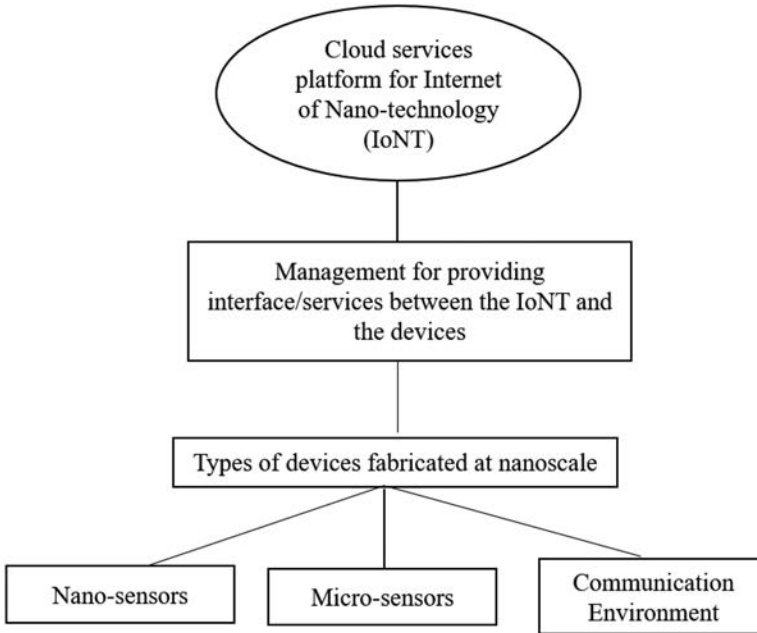 Cloud services
platform for Internet
of Nano-technology
(IoNT)
Management for providing
interface/services between the IoNT and
the devices
Types of devices fabricated at nanoscale
Nano-sensors
Micro-sensors
Communication
Environment